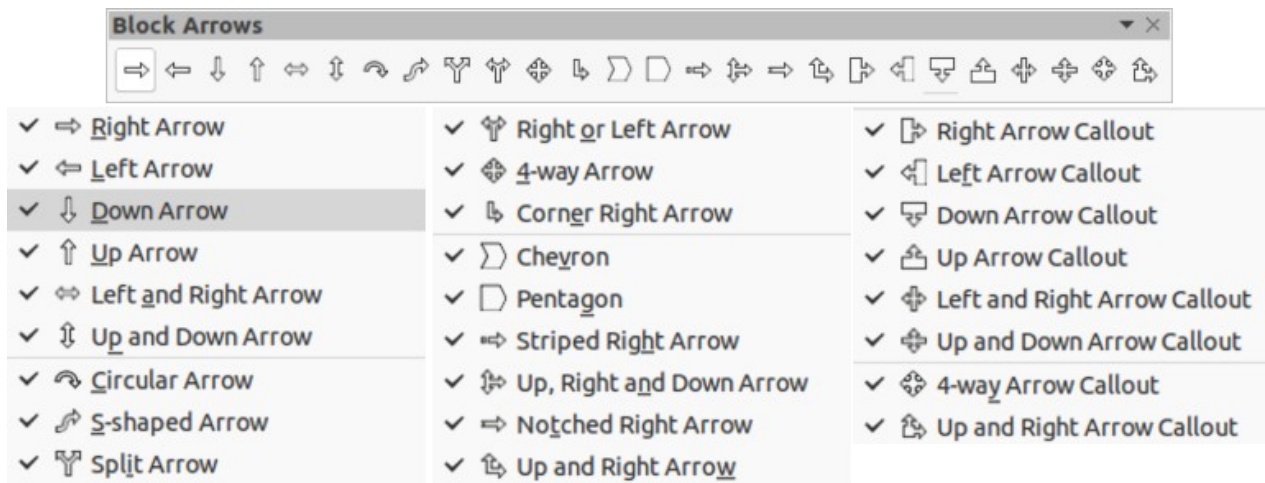 Block Arrows
Right Arrow
Left Arrow
Down Arrow
Up Arrow
Left and Right Arrow
Up and Down Arrow
Circular Arrow
S-shaped Arrow
Split Arrow
Right or Left Arrow
4-way Arrow
Corner Right Arrow
Chevron
Pentagon
Striped Right Arrow
Up, Right and Down Arrow
Notched Right Arrow
Up and Right Arrow
Right Arrow Callout
Left Arrow Callout
Down Arrow Callout
Up Arrow Callout
Left and Right Arrow Callout
Up and Down Arrow Callout
4-way Arrow Callout
Up and Right Arrow Callout